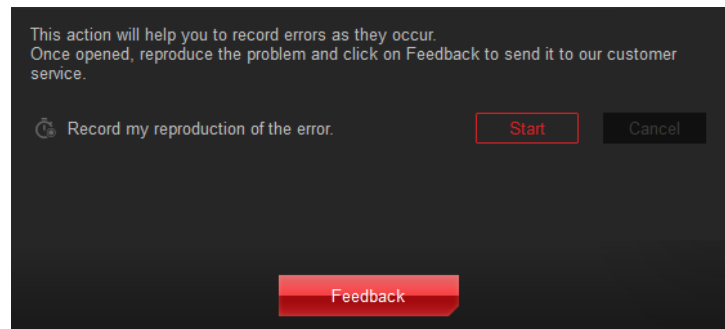 This action will help you to record errors as they occur.
Once opened, reproduce the problem and click on Feedback to send it to our customer
service.
Record my reproduction of the error.
Start
Cancel
Feedback